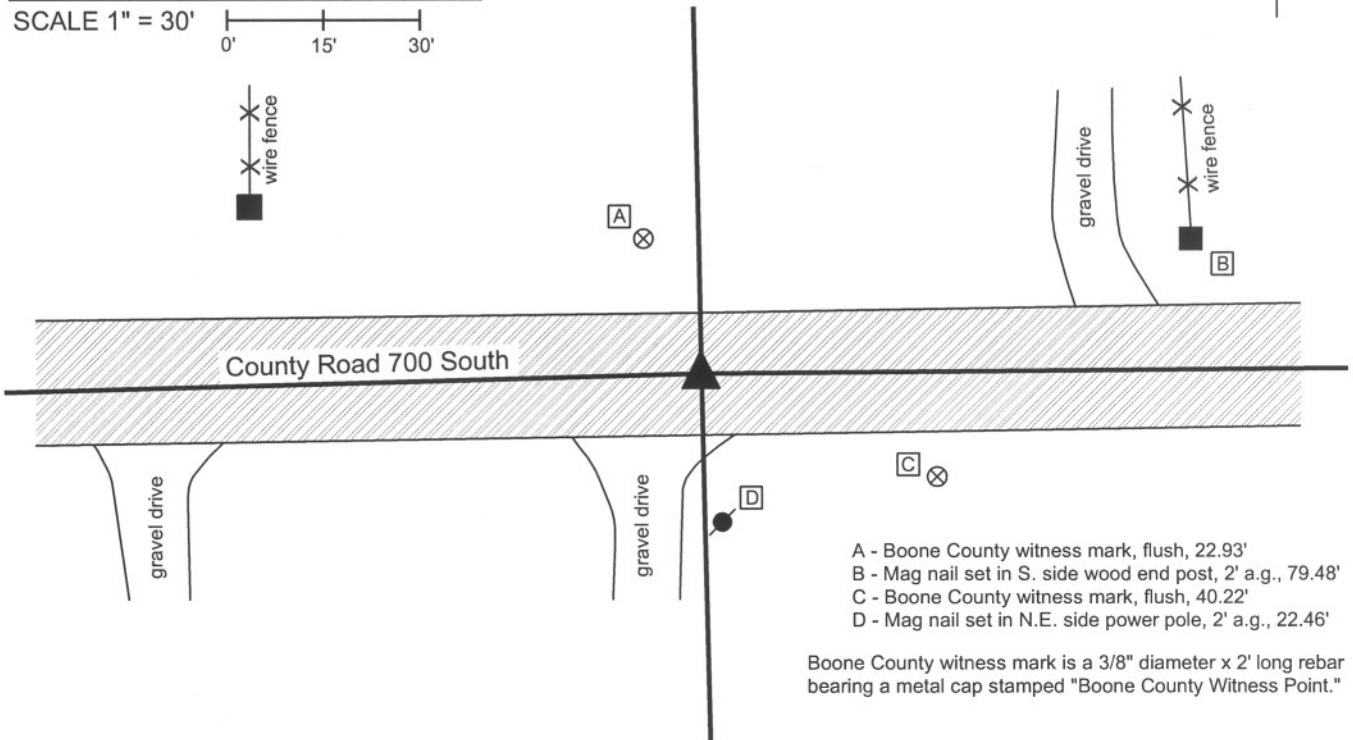 SCALE 1" = 30'
0' 15' 30'
wire fence
A
gravel drive
wire fence
B
County Road 700 South
gravel drive
gravel drive
C
D
A - Boone County witness mark, flush, 22.93'
B - Mag nail set in S. side wood end post, 2' a.g., 79.48'
C - Boone County witness mark, flush, 40.22'
D - Mag nail set in N.E. side power pole, 2' a.g., 22.46'
Boone County witness mark is a 3/8" diameter x 2' long rebar
bearing a metal cap stamped "Boone County Witness Point."